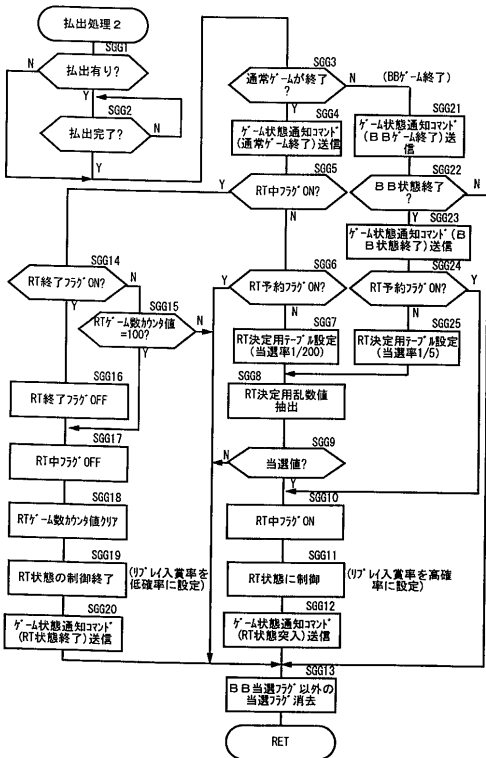 払出処理2
SGG1
払出有り?
N
Y
SGG2
払出完了?
N
Y
SGG3
通常ゲームが終了
?
N
(BBゲーム終了)
Y
SGG4
ゲーム状態通知コマンド
(通常ゲーム終了)送信
SGG5
RT中フラグON?
Y
N
SGG21
ゲーム状態通知コマンド
(BBゲーム終了)送
信
SGG22
BB状態終了
?
N
Y
SGG23
ゲーム状態通知コマンド(B
B状態終了)送信
SGG24
RT予約フラグON?
Y
N
SGG25
RT決定用テーブル設定
(当選率1/5)
SGG6
RT予約フラグON?
Y
N
SGG7
RT決定用テーブル設定
(当選率1/200)
SGG8
RT決定用乱数値
抽出
SGG9
当選値?
N
Y
SGG10
RT中フラグON
SGG11
RT状態に制御
(リプレイ入賞率を高確
率に設定)
SGG12
ゲーム状態通知コマンド
(RT状態突入)送信
SGG14
RT終了フラグON?
N
Y
SGG15
RTゲーム数カウンタ値
=100?
N
Y
SGG16
RT終了フラグOFF
SGG17
RT中フラグOFF
SGG18
RTゲーム数カウンタ値クリア
SGG19
RT状態の制御終了
(リプレイ入賞率を
低確率に設定)
SGG20
ゲーム状態通知コマンド
(RT状態終了)送信
SGG13
BB当選フラグ以外の
当選フラグ消去
RET